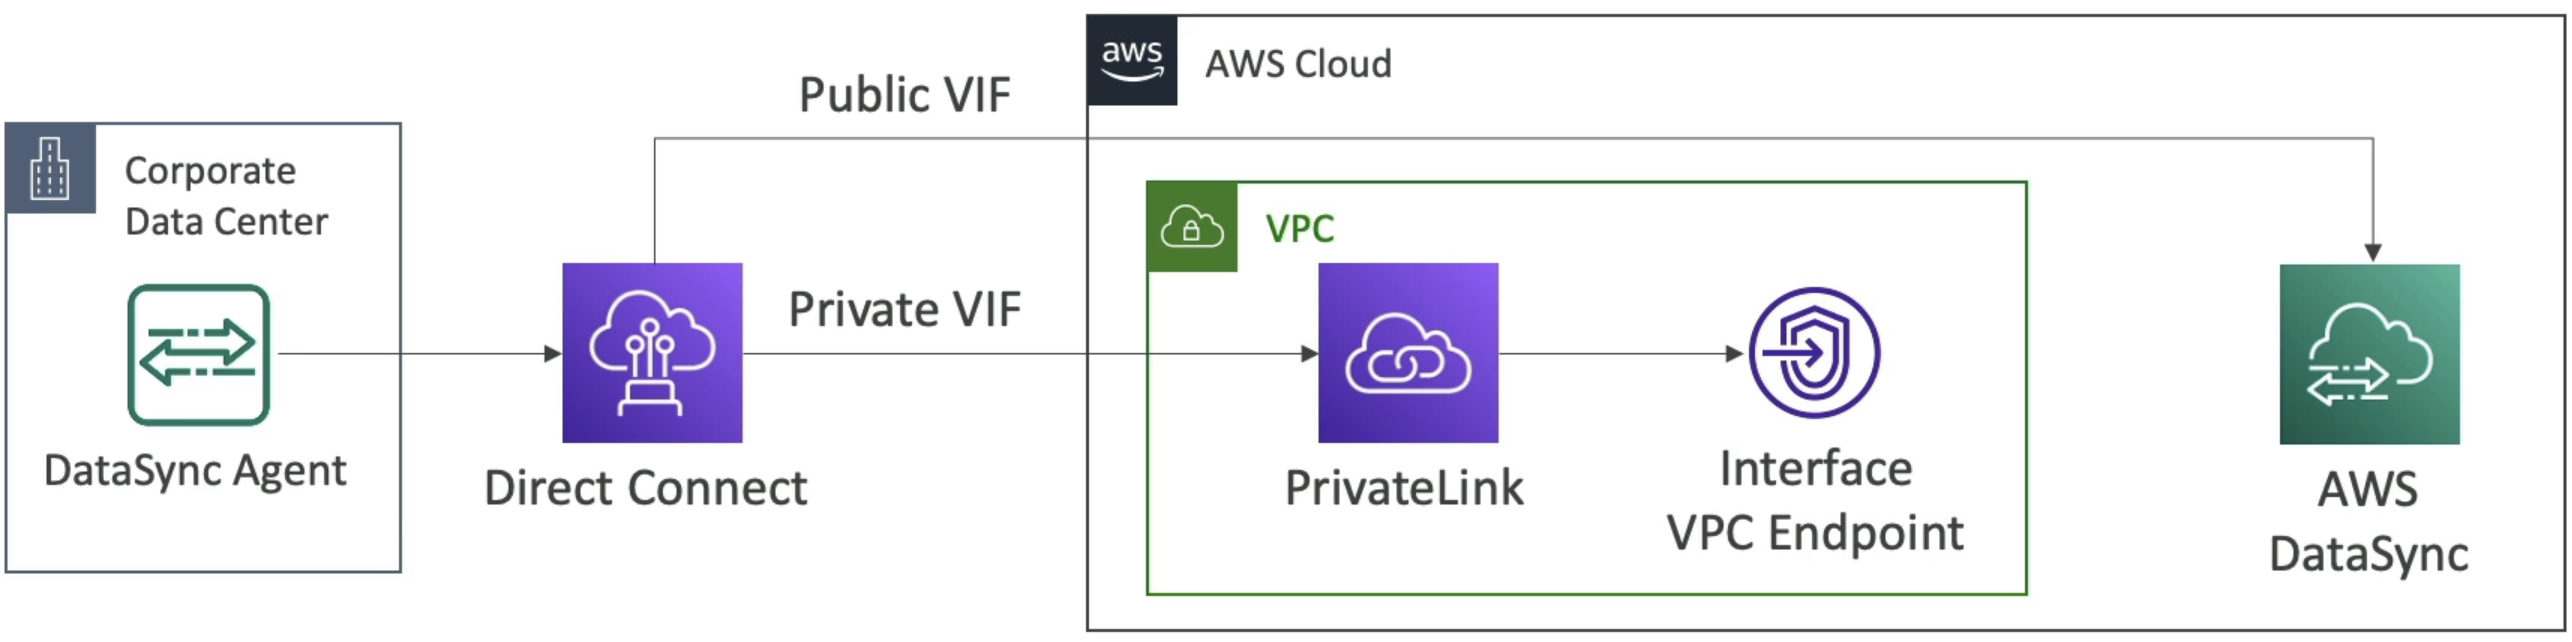 aws
AWS Cloud
Public VIF
Corporate
Data Center
VPC
Private VIF
DataSync Agent
Direct Connect
PrivateLink
Interface
VPC Endpoint
AWS
DataSync